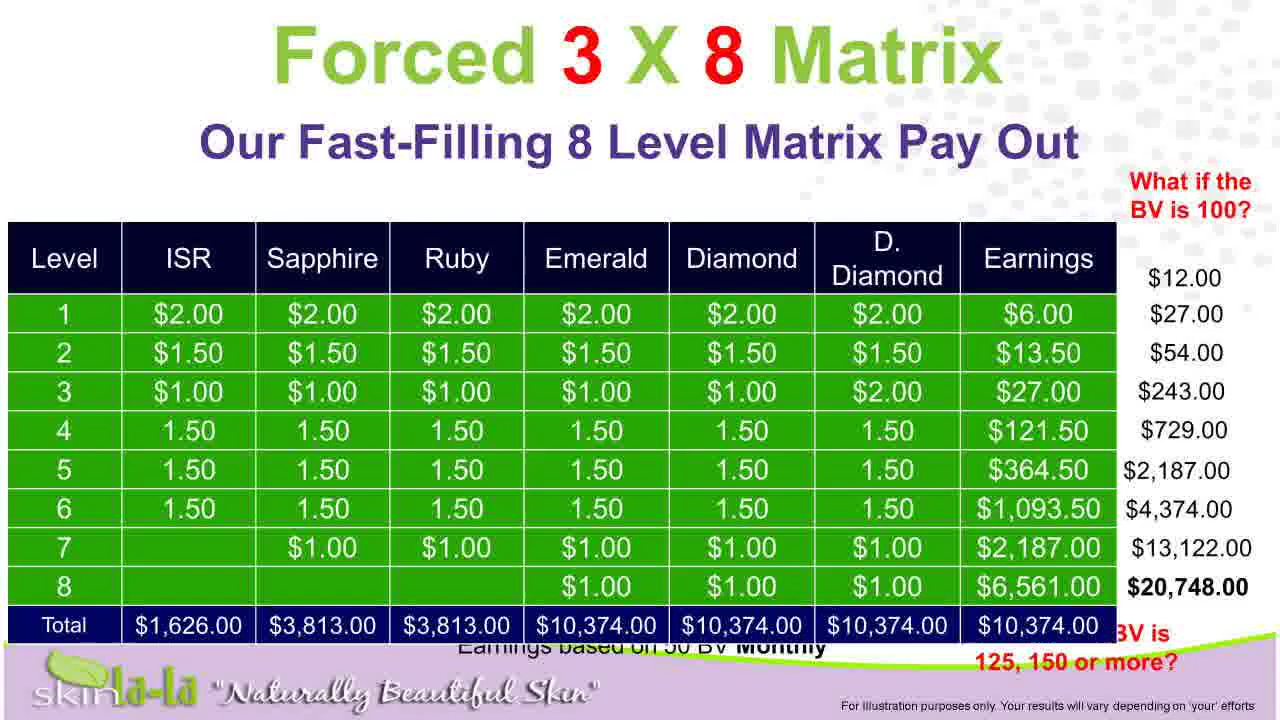 Forced 3 X 8 Matrix
Our Fast-Filling 8 Level Matrix Pay Out
What if the
BV is 100?
Level ISR Sapphire Ruby Emerald Diamond D. Diamond Earnings
$12.00
1 $2.00 $2.00 $2.00 $2.00 $2.00 $2.00 $6.00 $27.00
2 $1.50 $1.50 $1.50 $1.50 $1.50 $1.50 $13.50 $54.00
3 $1.00 $1.00 $1.00 $1.00 $1.00 $2.00 $27.00 $243.00
4 1.50 1.50 1.50 1.50 1.50 1.50 $121.50 $729.00
5 1.50 1.50 1.50 1.50 1.50 1.50 $364.50 $2,187.00
6 1.50 1.50 1.50 1.50 1.50 1.50 $1,093.50 $4,374.00
7 $1.00 $1.00 $1.00 $1.00 $1.00 $2,187.00 $13,122.00
8 $1.00 $1.00 $1.00 $6,561.00 $20,748.00
Total $1,626.00 $3,813.00 $3,813.00 $10,374.00 $10,374.00 $10,374.00 $10,374.00
BV is
125, 150 or more?
Earnings based on 50 BV Monthly
skin la-la "Naturally Beautiful Skin"
For Illustration purposes only. Your results will vary depending on 'your' efforts